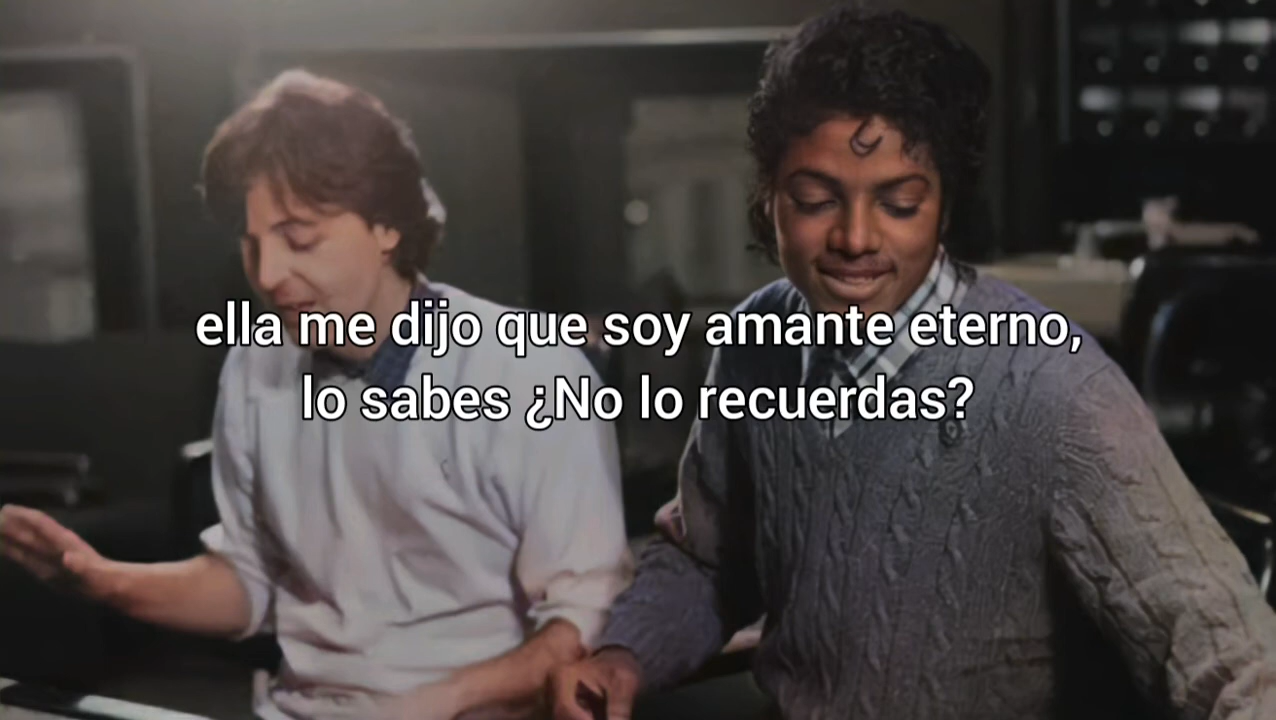 ella me dijo que soy amante eterno,
lo sabes ¿No lo recuerdas?